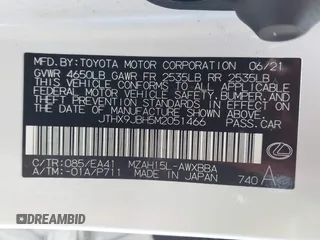 MFD. BY: TOYOTA MOTOR CORPORATION 06/21
GVWR 4650LB GAWR FR 2535LB RR 2535LB
THIS VEHICLE CONFORMS TO ALL APPLICABLE
FEDERAL MOTOR VEHICLE SAFETY, BUMPER, AND
THEFT PREVENTION STANDARDS IN EFFECT ON
THE DATE OF MANUFACTURE SHOWN ABOVE.
JTHX9JBH5M2051466 PASS.CAR
C/TR:085/EA41 MZAH15L-AWXBBA
A/TM:-01A/P711 MADE IN JAPAN 740 A
© DCARHISTORY.COM